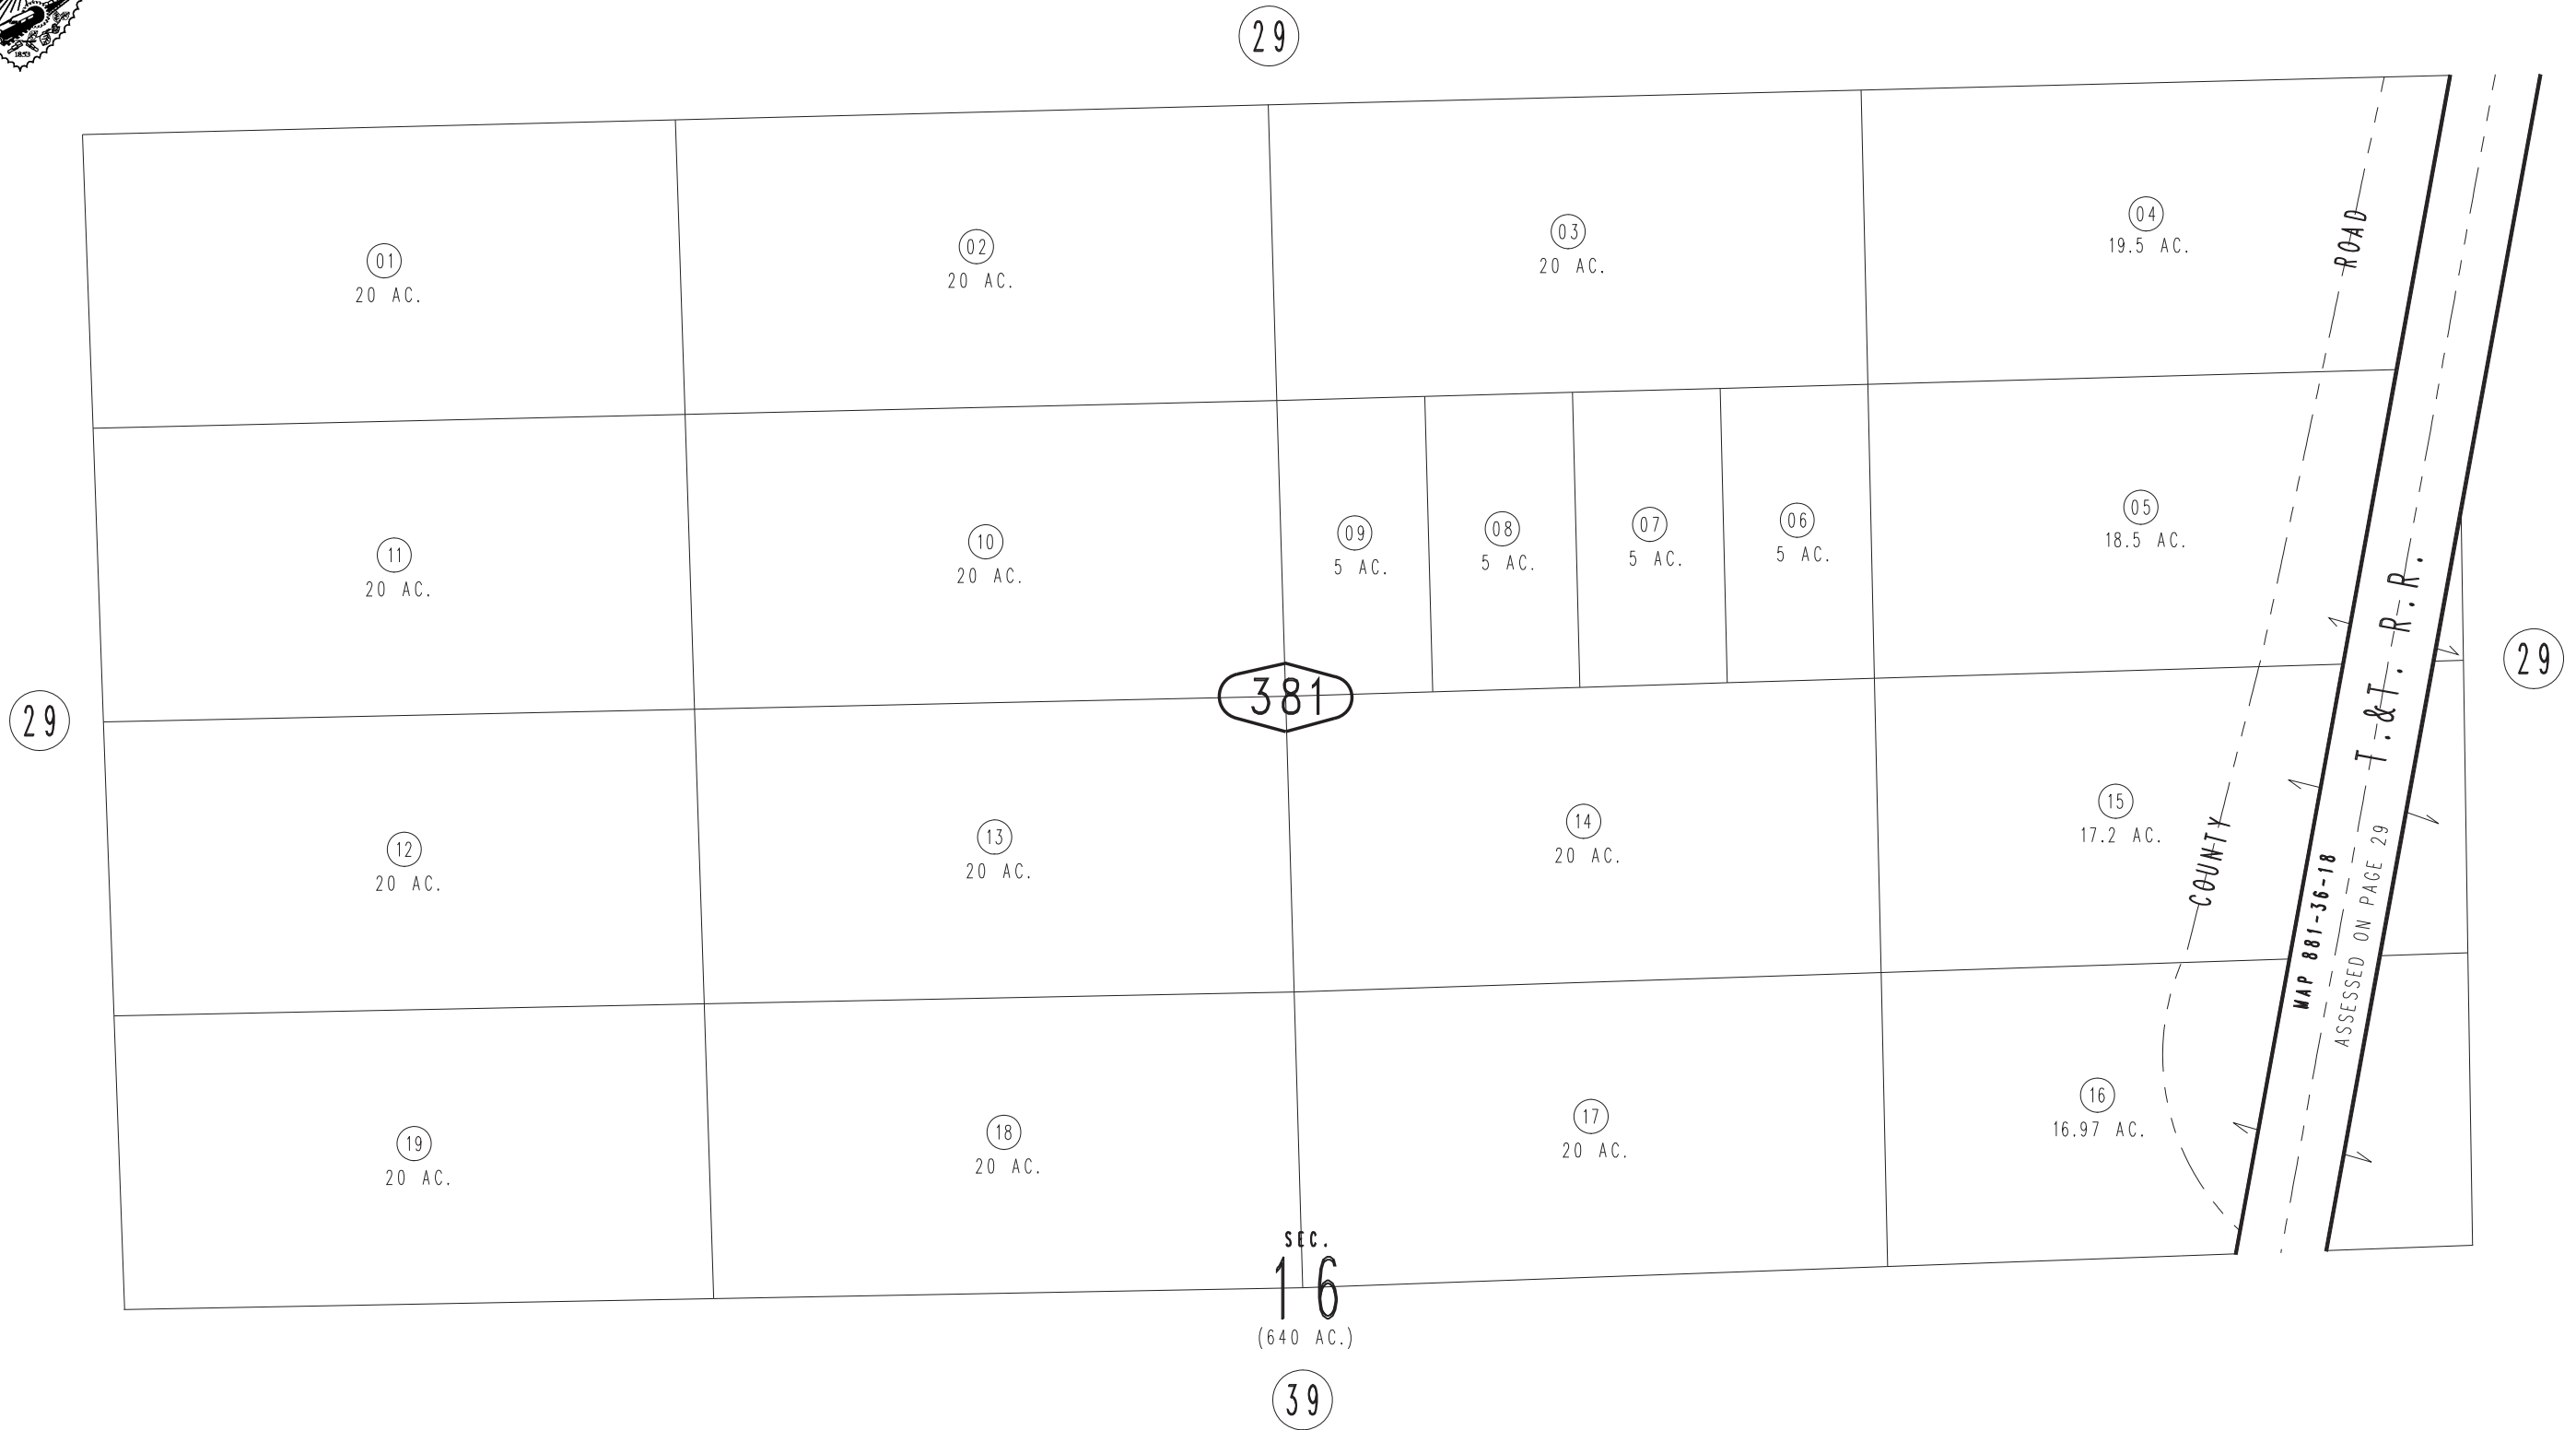 1853
29
01
20 AC.
02
20 AC.
03
20 AC.
04
19.5 AC.
ROAD
11
20 AC.
10
20 AC.
09
5 AC.
08
5 AC.
07
5 AC.
06
5 AC.
05
18.5 AC.
T.&T. R.R.
29
381
29
12
20 AC.
13
20 AC.
14
20 AC.
15
17.2 AC.
COUNTY
MAP 881-36-18
ASSESSED ON PAGE 29
19
20 AC.
18
20 AC.
17
20 AC.
16
16.97 AC.
SEC.
16
(640 AC.)
39